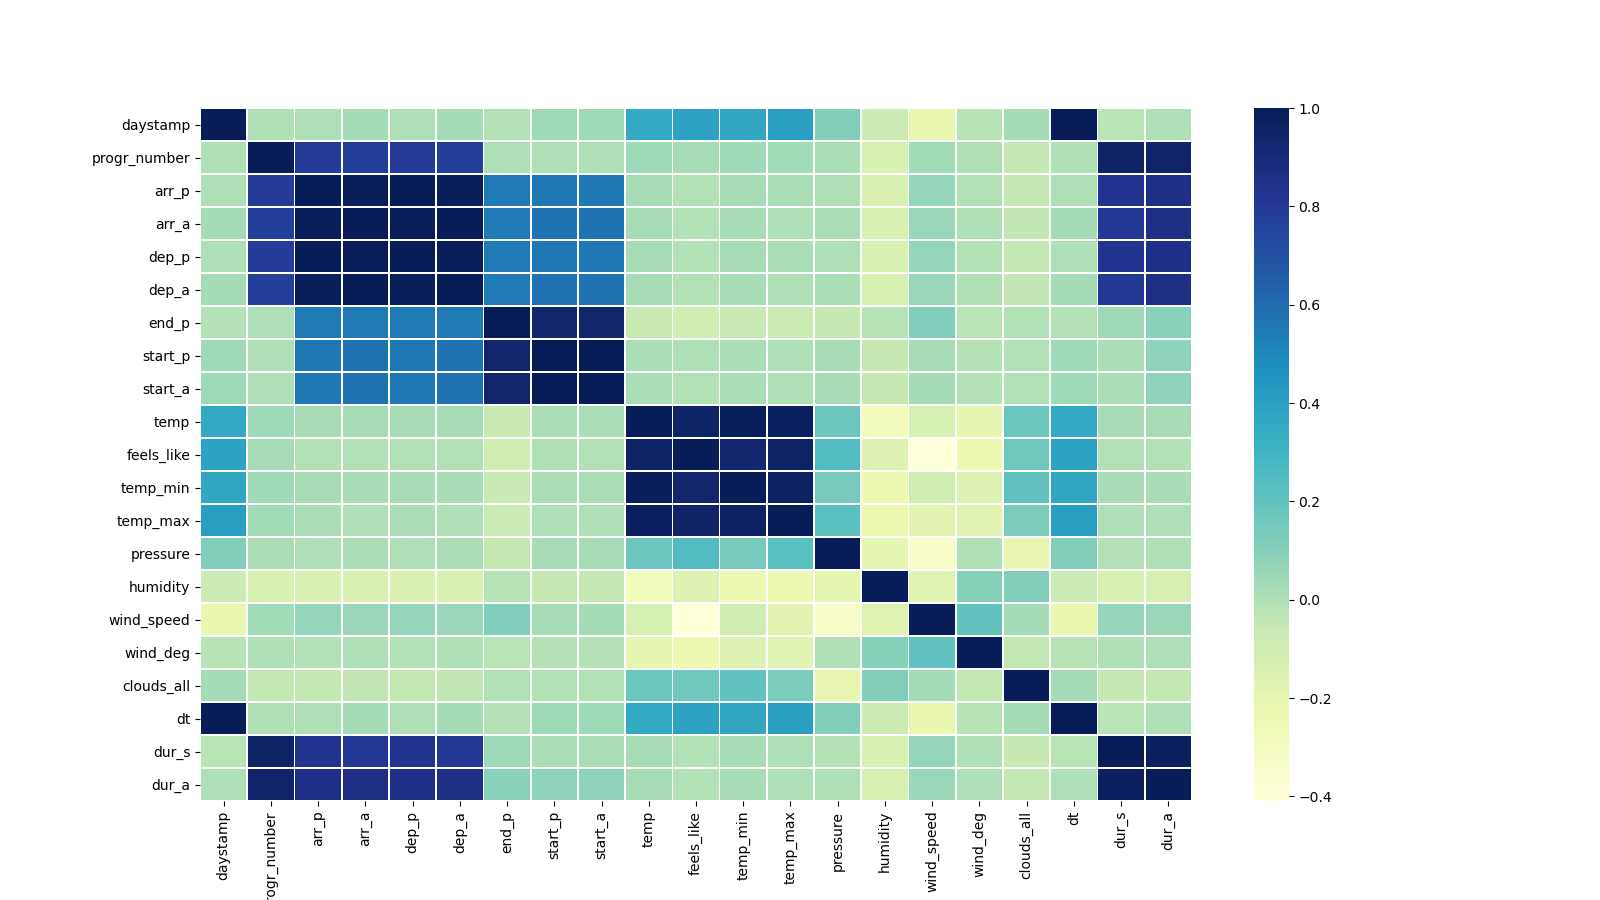 daystamp
progr_number
arr_p
arr_a
dep_p
dep_a
end_p
start_p
start_a
temp
feels_like
temp_min
temp_max
pressure
humidity
wind_speed
wind_deg
clouds_all
dt
dur_s
dur_a
daystamp
rogr_number
arr_p
arr_a
dep_p
dep_a
end_p
start_p
start_a
temp
feels_like
temp_min
temp_max
pressure
humidity
wind_speed
wind_deg
clouds_all
dt
dur_s
dur_a
1.0
0.8
0.6
0.4
0.2
0.0
−0.2
−0.4